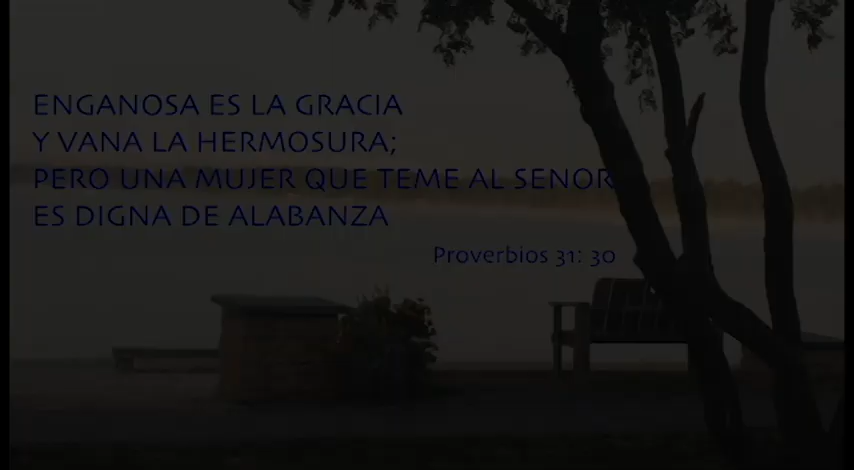 ENGANOSA ES LA GRACIA
Y VANA LA HERMOSURA;
PERO UNA MUJER QUE TEME AL SENOR
ES DIGNA DE ALABANZA
Proverbios 31: 30